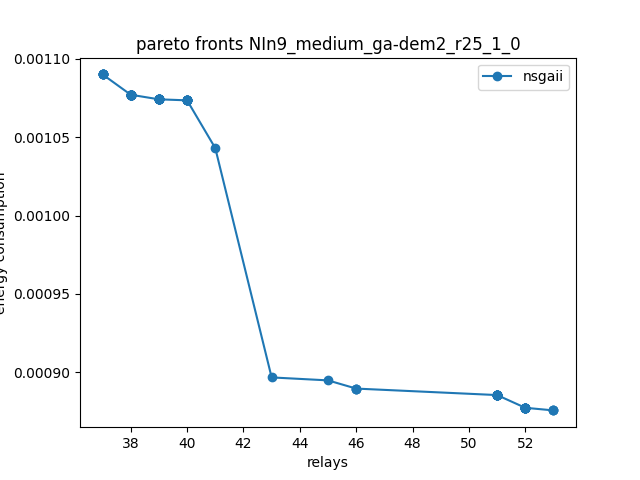 pareto fronts NIn9_medium_ga-dem2_r25_1_0
nsgaii
0.00110
0.00105
0.00100
0.00095
0.00090
energy consumption
38 40 42 44 46 48 50 52
relays